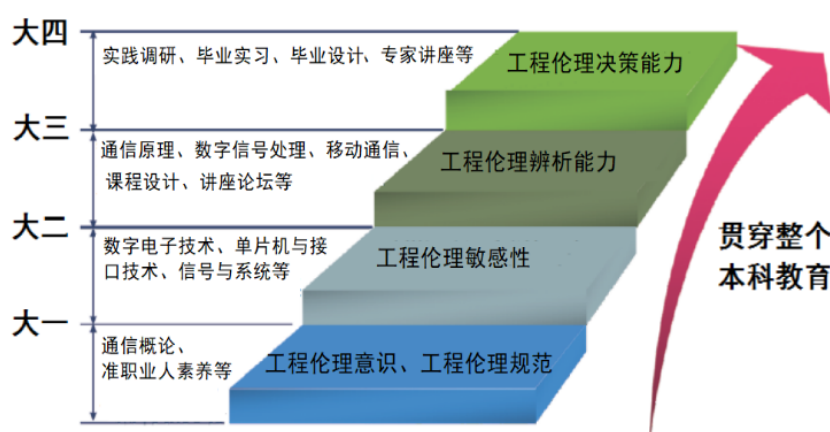 大四
实践调研、毕业实习、毕业设计、专家讲座等
工程伦理决策能力
大三
通信原理、数字信号处理、移动通信、
课程设计、讲座论坛等
工程伦理辨析能力
大二
数字电子技术、单片机与接
口技术、信号与系统等
工程伦理敏感性
贯穿整个
本科教育
大一
通信概论、
准职业人素养等
工程伦理意识、工程伦理规范